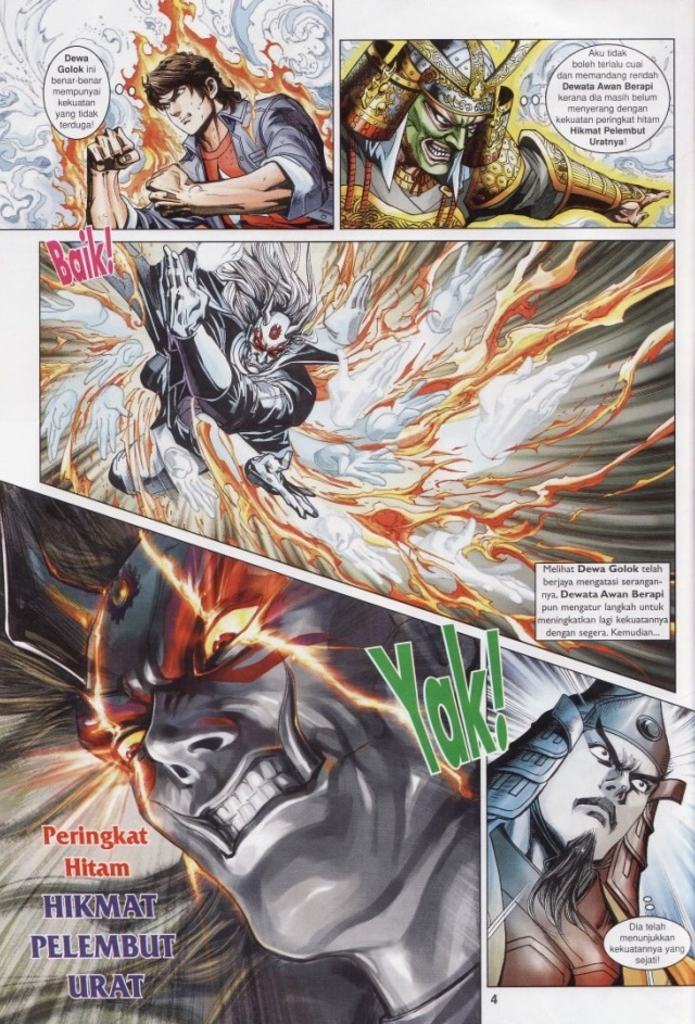 Dewa
Golok ini
benar-benar
mempunyai
kekuatan
yang tidak
terduga!
Aku tidak
boleh terlalu cuai
dan memandang rendah
Dewata Awan Berapi
kerana dia masih belum
menyerang dengan
kekuatan peringkat hitam
Hikmat Pelembut
Uratnya!
Baik!
Melihat Dewa Golok telah
berjaya mengatasi serangan-
nya, Dewata Awan Berapi
pun mengatur langkah untuk
meningkatkan lagi kekuatannya
dengan segera. Kemudian...
Yak!
Peringkat
Hitam
HIKMAT
PELEMBUT
URAT
Dia telah
menunjukkan
kekuatannya yang
sejati!
4